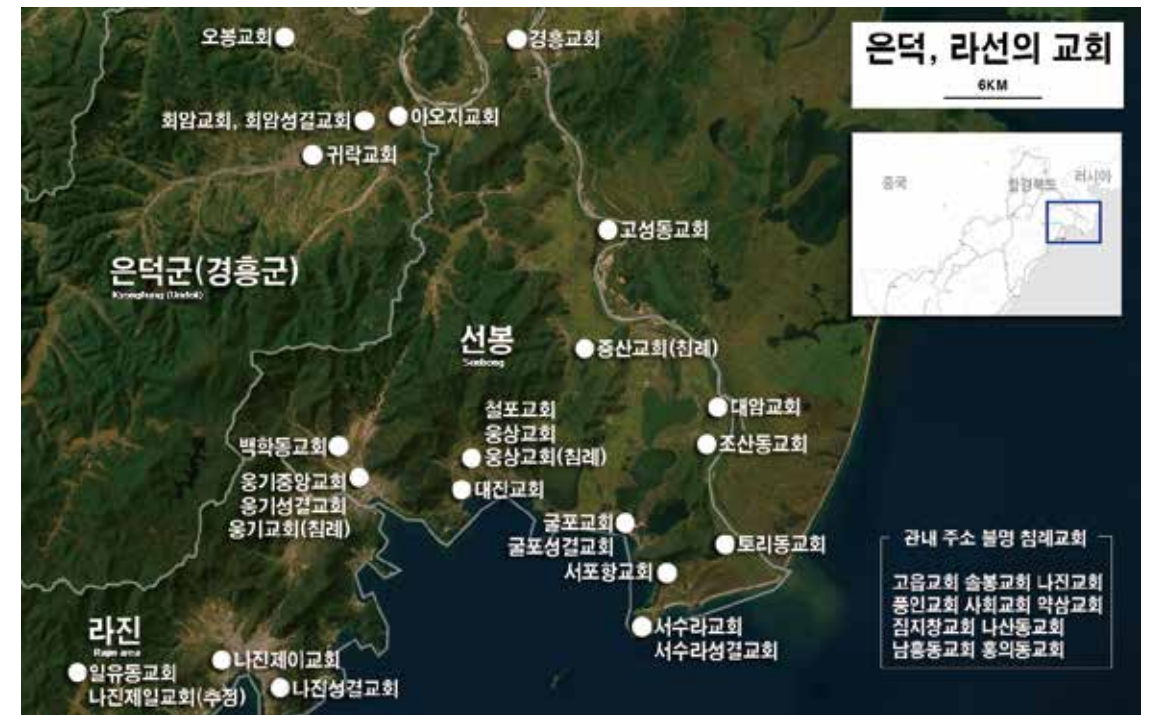 은덕, 라선의 교회
6KM
중국
함경북도
러시아
오봉교회
경흥교회
회암교회, 회암성결교회
아오지교회
귀락교회
고성동교회
은덕군(경흥군)
Kyonghung (Undok)
선봉
Sonbong
증산교회(침례)
철포교회
웅상교회
웅상교회(침례)
대진교회
대암교회
조산동교회
백학동교회
웅기중앙교회
웅기성결교회
웅기교회(침례)
굴포교회
굴포성결교회
토리동교회
서포항교회
서수라교회
서수라성결교회
라진
Rajin area
일유동교회
나진제일교회(추정)
나진제이교회
나진성결교회
관내 주소 불명 침례교회
고읍교회 솔봉교회 나진교회
풍인교회 사회교회 약삼교회
짐지창교회 나산동교회
남흥동교회 홍의동교회